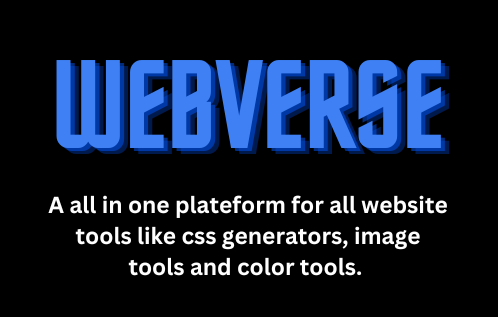 WEBVERSE
A all in one plateform for all website
tools like css generators, image
tools and color tools.